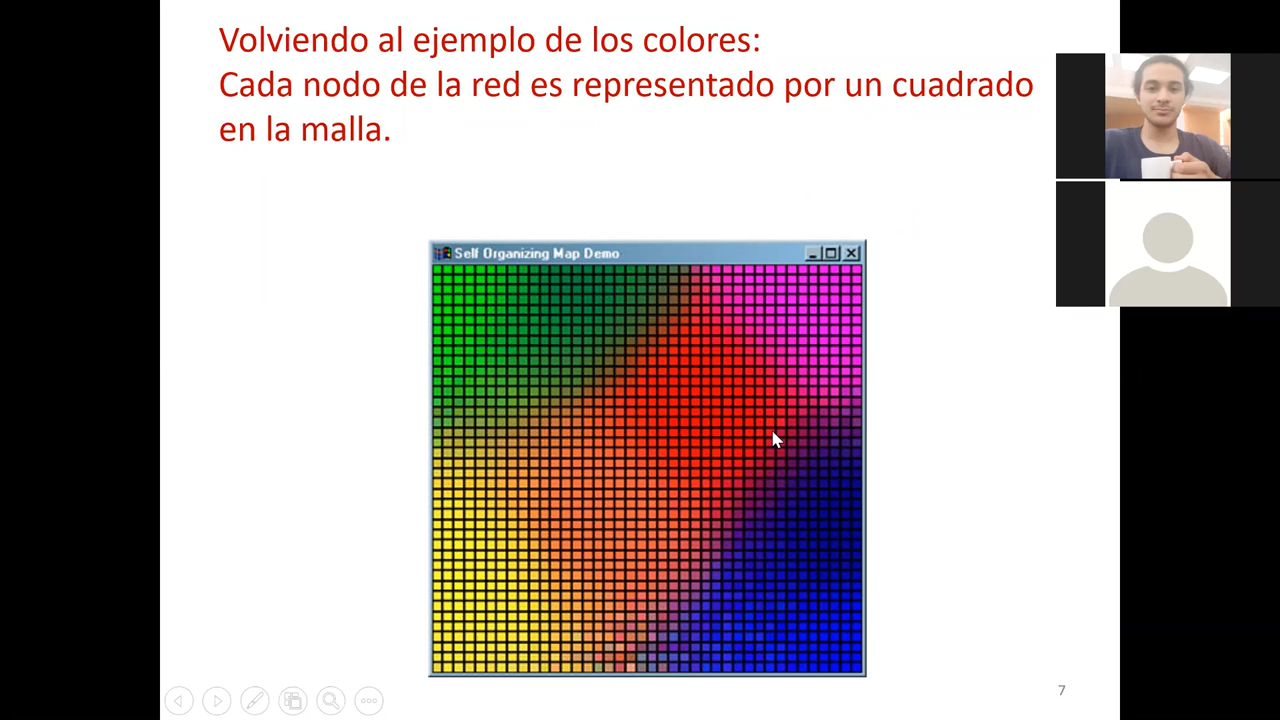 Volviendo al ejemplo de los colores:
Cada nodo de la red es representado por un cuadrado
en la malla.
Self Organizing Map Demo
7